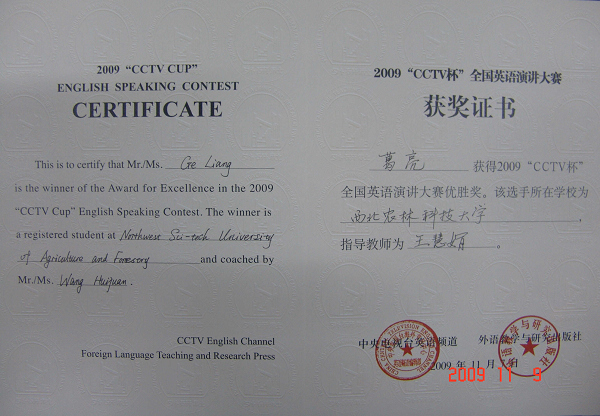 2009 “CCTV CUP”
ENGLISH SPEAKING CONTEST
CERTIFICATE
This is to certify that Mr./Ms. Ge Liang
is the winner of the Award for Excellence in the 2009
“CCTV Cup” English Speaking Contest. The winner is
a registered student at Northwest Sci-tech University
of Agriculture and Foresory and coached by
Mr./Ms. Wang Huijuan.
CCTV English Channel
Foreign Language Teaching and Research Press
2009“CCTV杯”全国英语演讲大赛
获奖证书
葛亮 获得2009“CCTV杯”
全国英语演讲大赛优胜奖。该选手所在学校为
西北农林科技大学,
指导教师为 王慧娟。
中央电视台英语频道 外语教学与研究出版社
2009年11月
2009 11 9